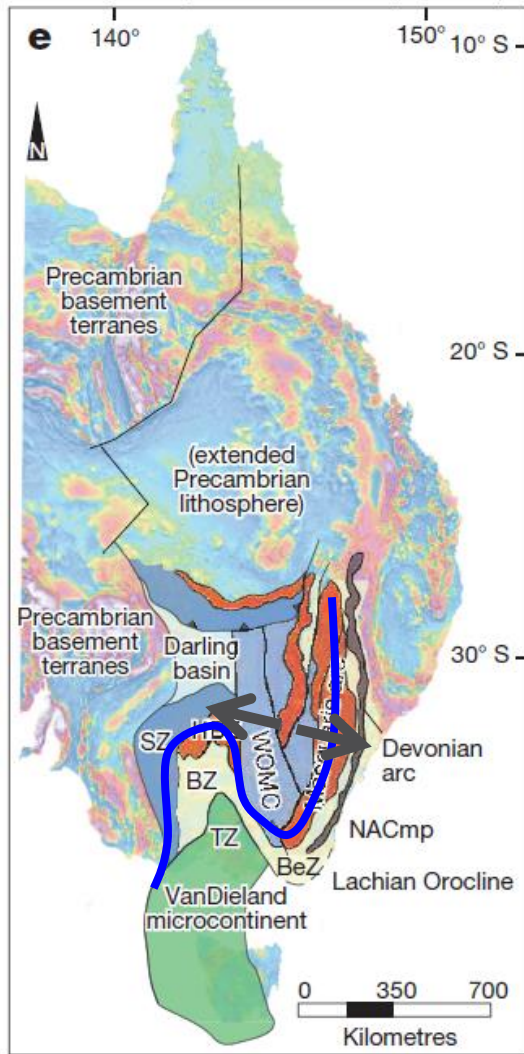 e
140°
150°
10° S
N
Precambrian
basement
terranes
20° S
(extended
Precambrian
lithosphere)
Precambrian
basement
terranes
Darling
basin
30° S
SZ
WOMC
Devonian
arc
BZ
TZ
NACmp
BeZ
Lachlan Orocline
VanDieland
microcontinent
0 350 700
Kilometres